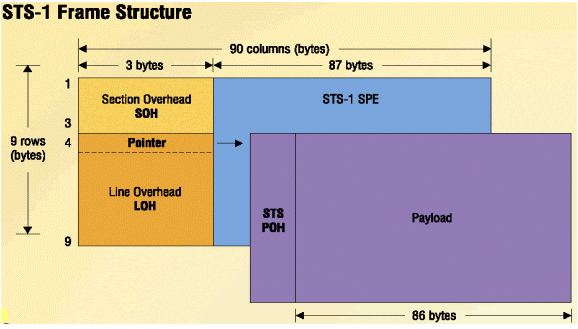 STS-1 Frame Structure
90 columns (bytes)
3 bytes
87 bytes
1
Section Overhead
SOH
STS-1 SPE
3
9 rows
(bytes)
4
Pointer
Line Overhead
LOH
STS
POH
Payload
9
86 bytes